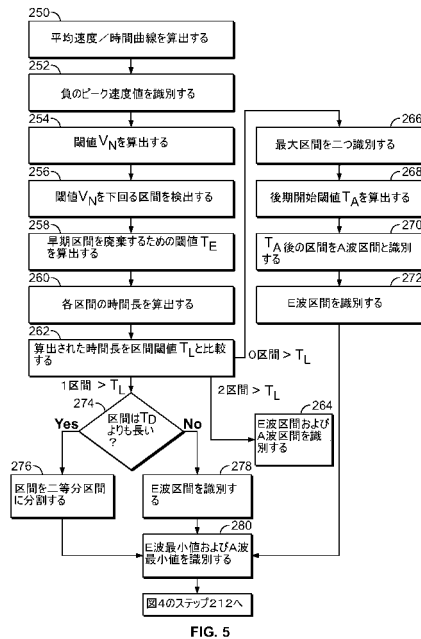 250
平均速度/時間曲線を算出する
252
負のピーク速度値を識別する
254
閾値VNを算出する
256
閾値VNを下回る区間を検出する
258
早期区間を廃棄するための閾値TE
を算出する
260
各区間の時間長を算出する
262
算出された時間長を区間閾値TLと比較
する
0区間 > TL
1区間 > TL
2区間 > TL
266
最大区間を二つ識別する
268
後期開始閾値TAを算出する
270
TA後の区間をA波区間と識別
する
272
E波区間を識別する
274
区間はTD
よりも長い
?
Yes
No
264
E波区間および
A波区間を識
別する
276
区間を二等分区間
に分割する
278
E波区間を識別す
る
280
E波最小値およびA波
最小値を識別する
図4のステップ212へ
FIG. 5